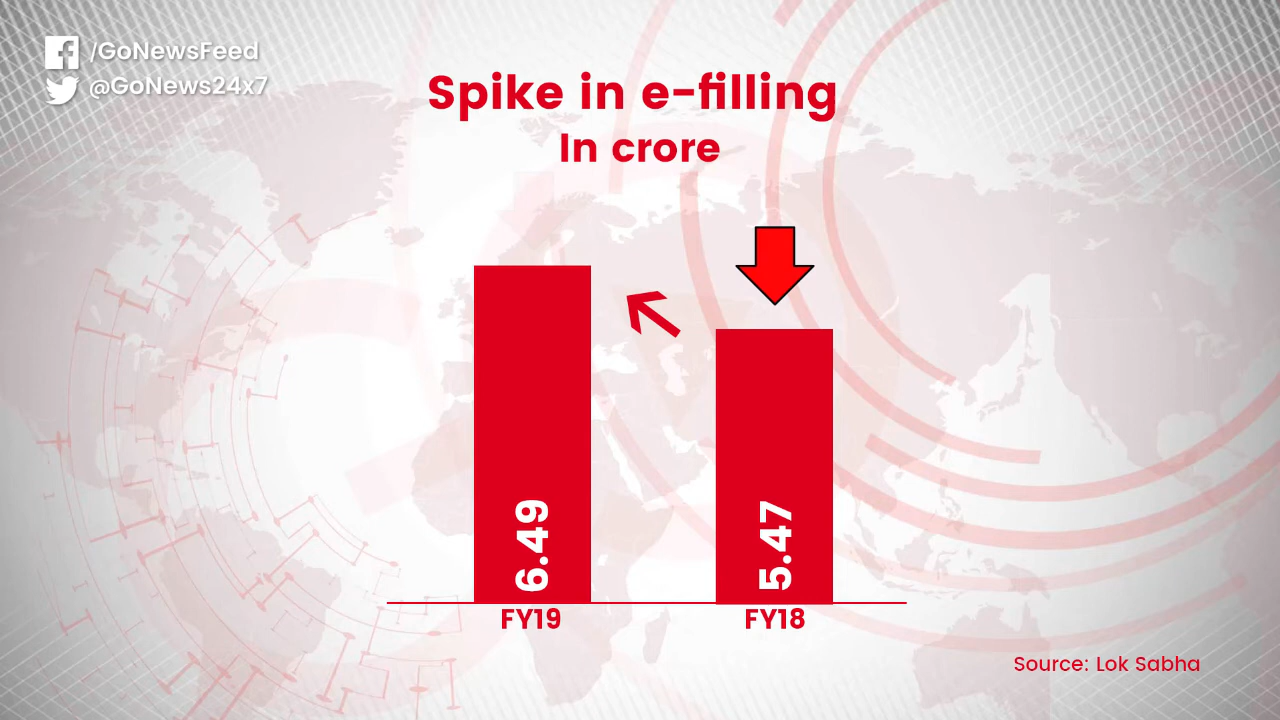 /GoNewsFeed
@GoNews24x7
Spike in e-filling
In crore
6.49
5.47
FY19
FY18
Source: Lok Sabha